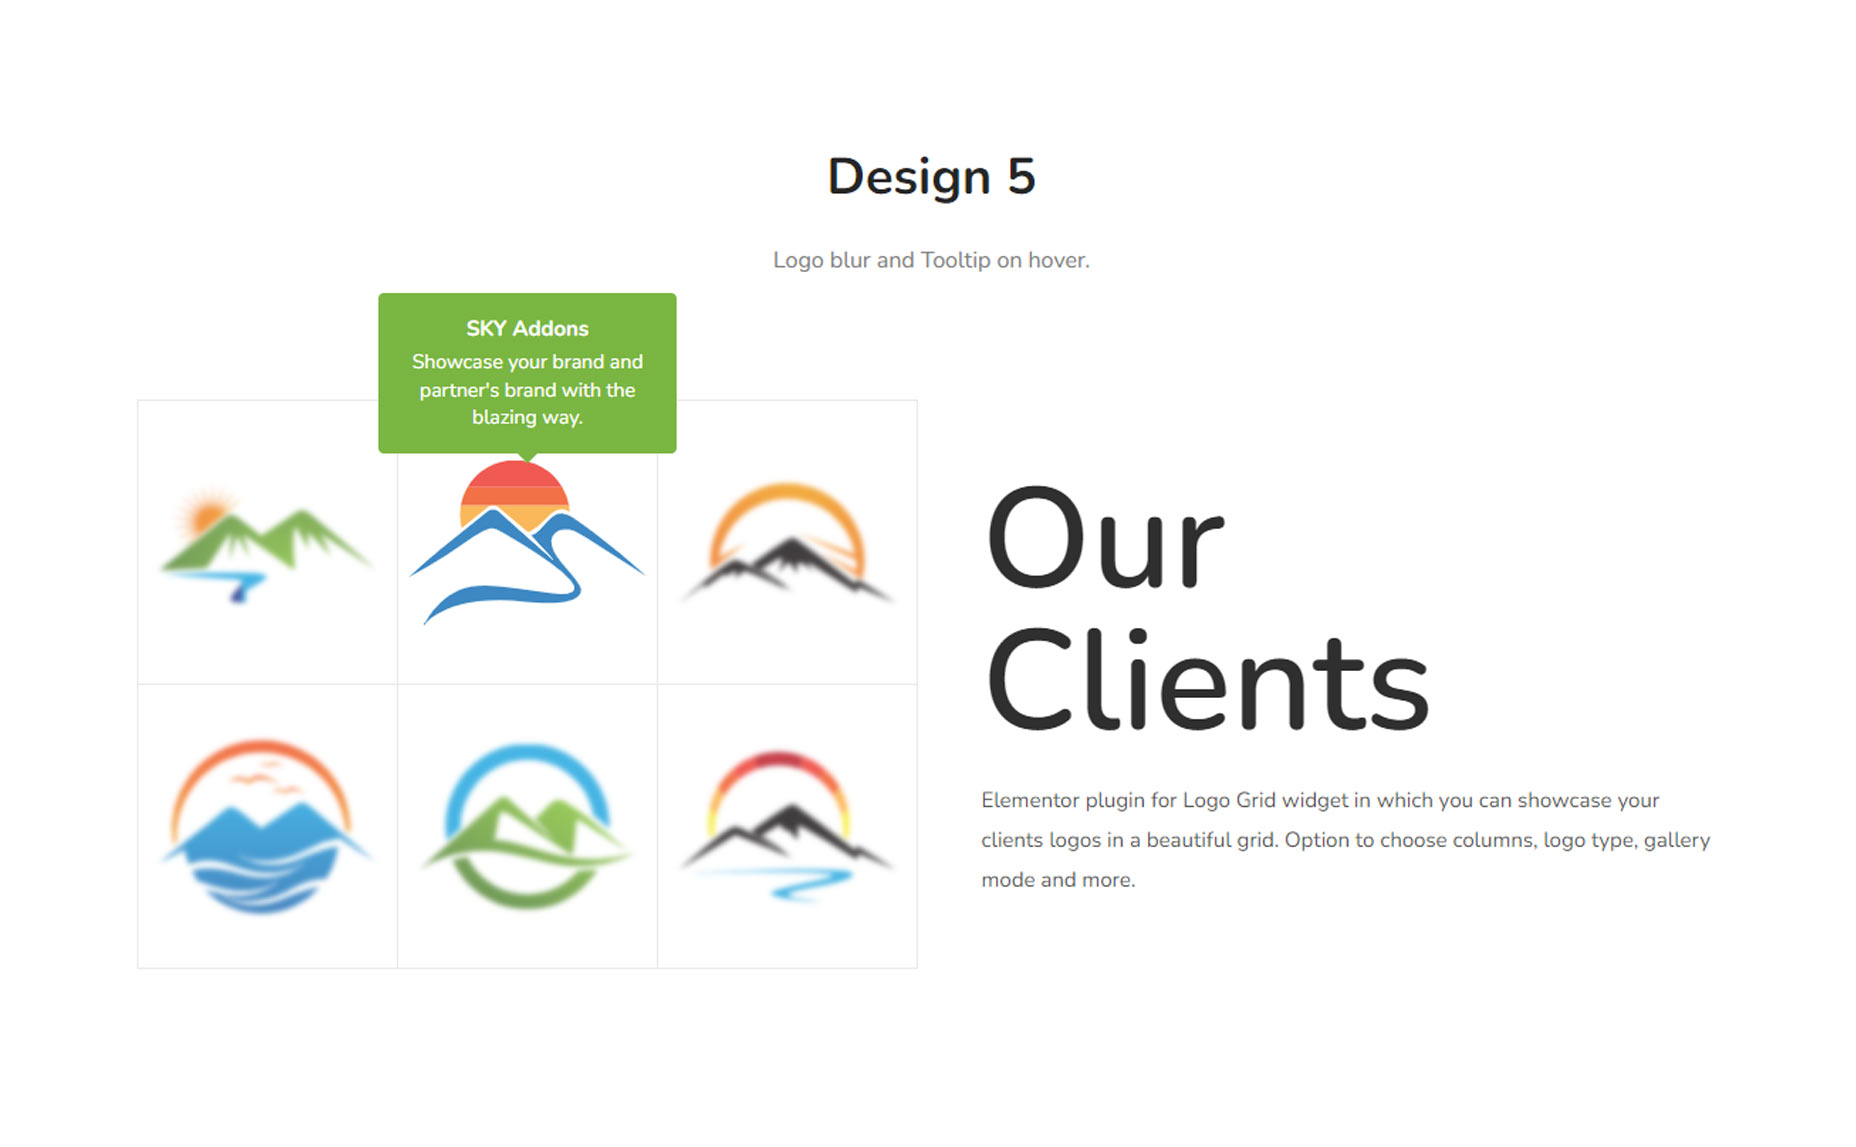 Design 5
Logo blur and Tooltip on hover.
SKY Addons
Showcase your brand and
partner's brand with the
blazing way.
Our
Clients
Elementor plugin for Logo Grid widget in which you can showcase your
clients logos in a beautiful grid. Option to choose columns, logo type, gallery
mode and more.